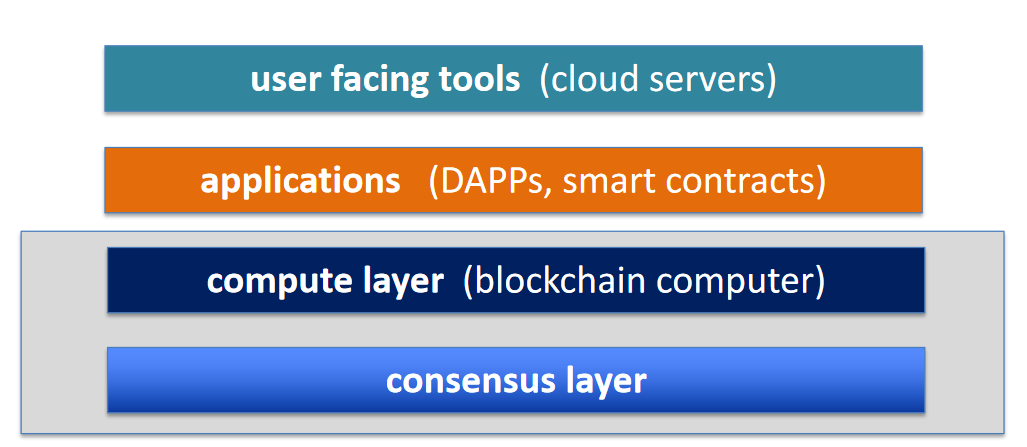 user facing tools (cloud servers)
applications (DAPPs, smart contracts)
compute layer (blockchain computer)
consensus layer